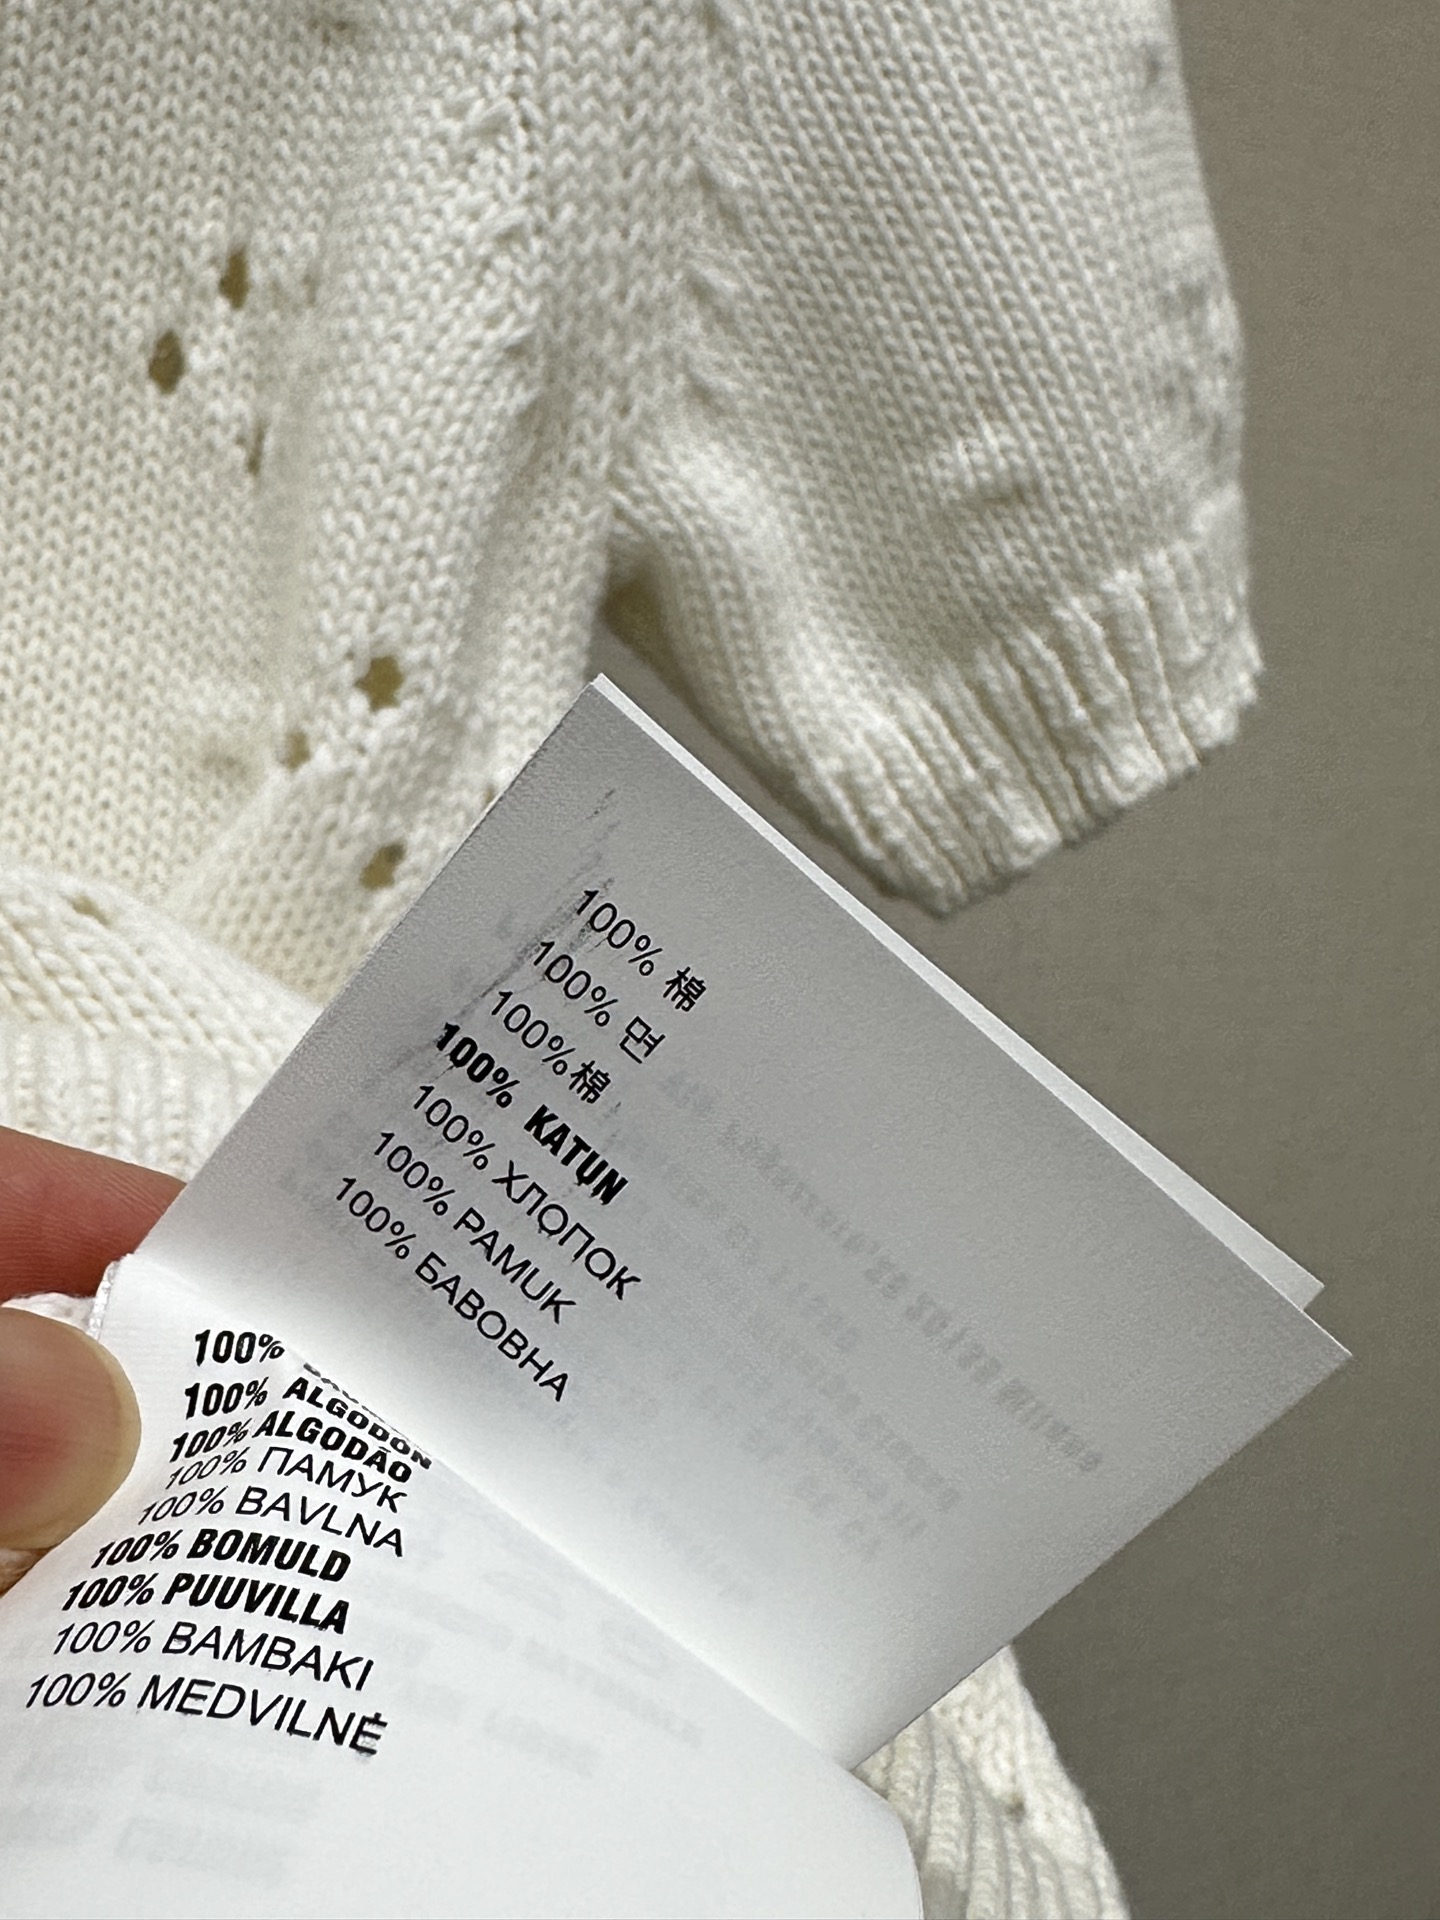 100% 棉
100% 면
100%棉
100% KATUN
100% ХЛОПОК
100% PAMUK
100% БАВОВНА
100%
100% ALGODON
100% ALGODÃO
100% ПАМУК
100% BAVLNA
100% BOMULD
100% PUUVILLA
100% BAMBAKI
100% MEDVILNĖ